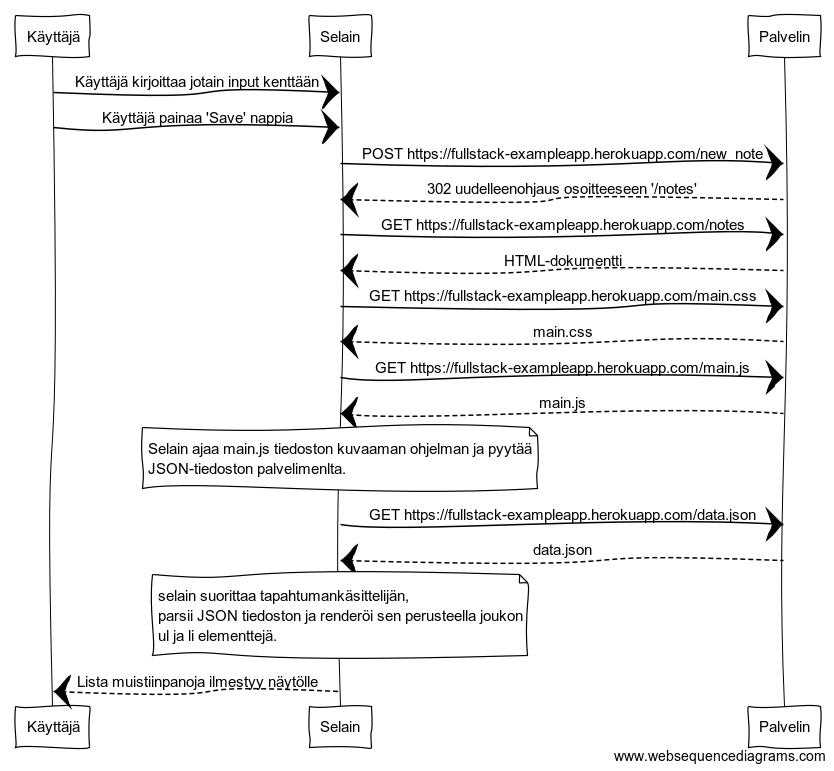 Käyttäjä
Selain
Palvelin
Käyttäjä kirjoittaa jotain input kenttään
Käyttäjä painaa 'Save' nappia
POST https://fullstack-exampleapp.herokuapp.com/new_note
302 uudelleenohjaus osoitteeseen '/notes'
GET https://fullstack-exampleapp.herokuapp.com/notes
HTML-dokumentti
GET https://fullstack-exampleapp.herokuapp.com/main.css
main.css
GET https://fullstack-exampleapp.herokuapp.com/main.js
main.js
Selain ajaa main.js tiedoston kuvaaman ohjelman ja pyytää
JSON-tiedoston palvelimenlta.
GET https://fullstack-exampleapp.herokuapp.com/data.json
data.json
selain suorittaa tapahtumankäsittelijän,
parsii JSON tiedoston ja renderöi sen perusteella joukon
ul ja li elementtejä.
Lista muistiinpanoja ilmestyy näytölle
Käyttäjä
Selain
Palvelin
www.websequencediagrams.com